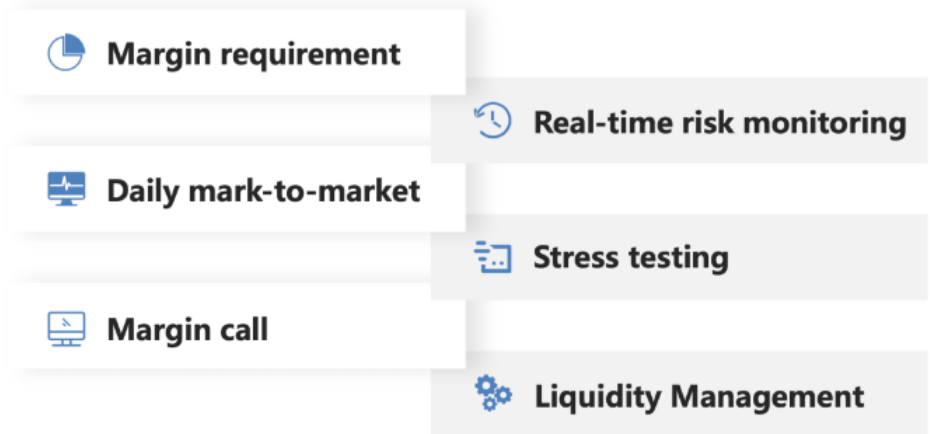 Margin requirement
Real-time risk monitoring
Daily mark-to-market
Stress testing
Margin call
Liquidity Management